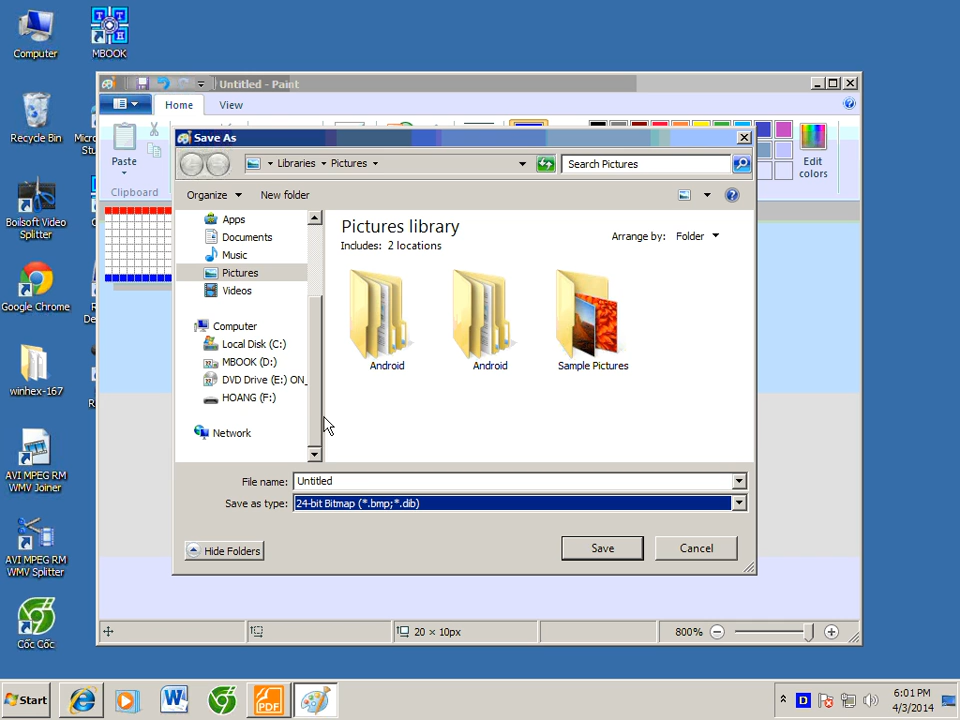 Computer
MBOOK
Recycle Bin
Boilsoft Video
Splitter
Google Chrome
winhex-167
AVI MPEG RM
WMV Joiner
AVI MPEG RM
WMV Splitter
Cốc Cốc
Untitled - Paint
Home
View
Paste
Clipboard
Edit
colors
Save As
Libraries
Pictures
Search Pictures
Organize
New folder
Apps
Documents
Music
Pictures
Videos
Computer
Local Disk (C:)
MBOOK (D:)
DVD Drive (E:) ON_
HOANG (F:)
Network
Pictures library
Includes: 2 locations
Arrange by: Folder
Android
Android
Sample Pictures
File name: Untitled
Save as type: 24-bit Bitmap (*.bmp;*.dib)
Hide Folders
Save
Cancel
20 × 10px
800%
Start
W
PDF
D
6:01 PM
4/3/2014